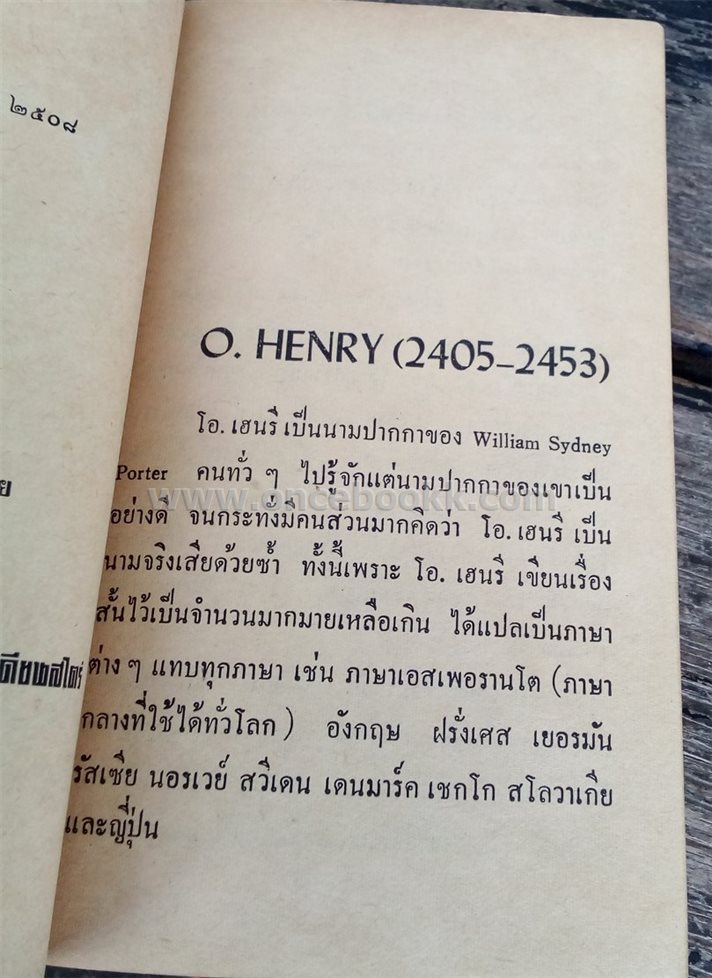 ๒๕๐๘
ย
O. HENRY (2405–2453)
โอ. เฮนรี่ เป็นนามปากกาของ William Sydney
Porter คนทั่ว ๆ ไปรู้จักแต่นามปากกาของเขาเป็น
อย่างดี จนกระทั่งมีคนส่วนมากคิดว่า โอ. เฮนรี่ เป็น
นามจริงเสียด้วยซ้ำ ทั้งนี้เพราะ โอ. เฮนรี่ เขียนเรื่อง
สั้นไว้เป็นจำนวนมากมายเหลือเกิน ได้แปลเป็นภาษา
ต่าง ๆ แทบทุกภาษา เช่น ภาษาเอสเพอรานโต (ภาษา
กลางที่ใช้ได้ทั่วโลก) อังกฤษ ฝรั่งเศส เยอรมัน
รัสเซีย นอรเวย์ สวีเดน เดนมาร์ค เชกโก สโลวาเกีย
และญี่ปุ่น
www.oncebookk.com